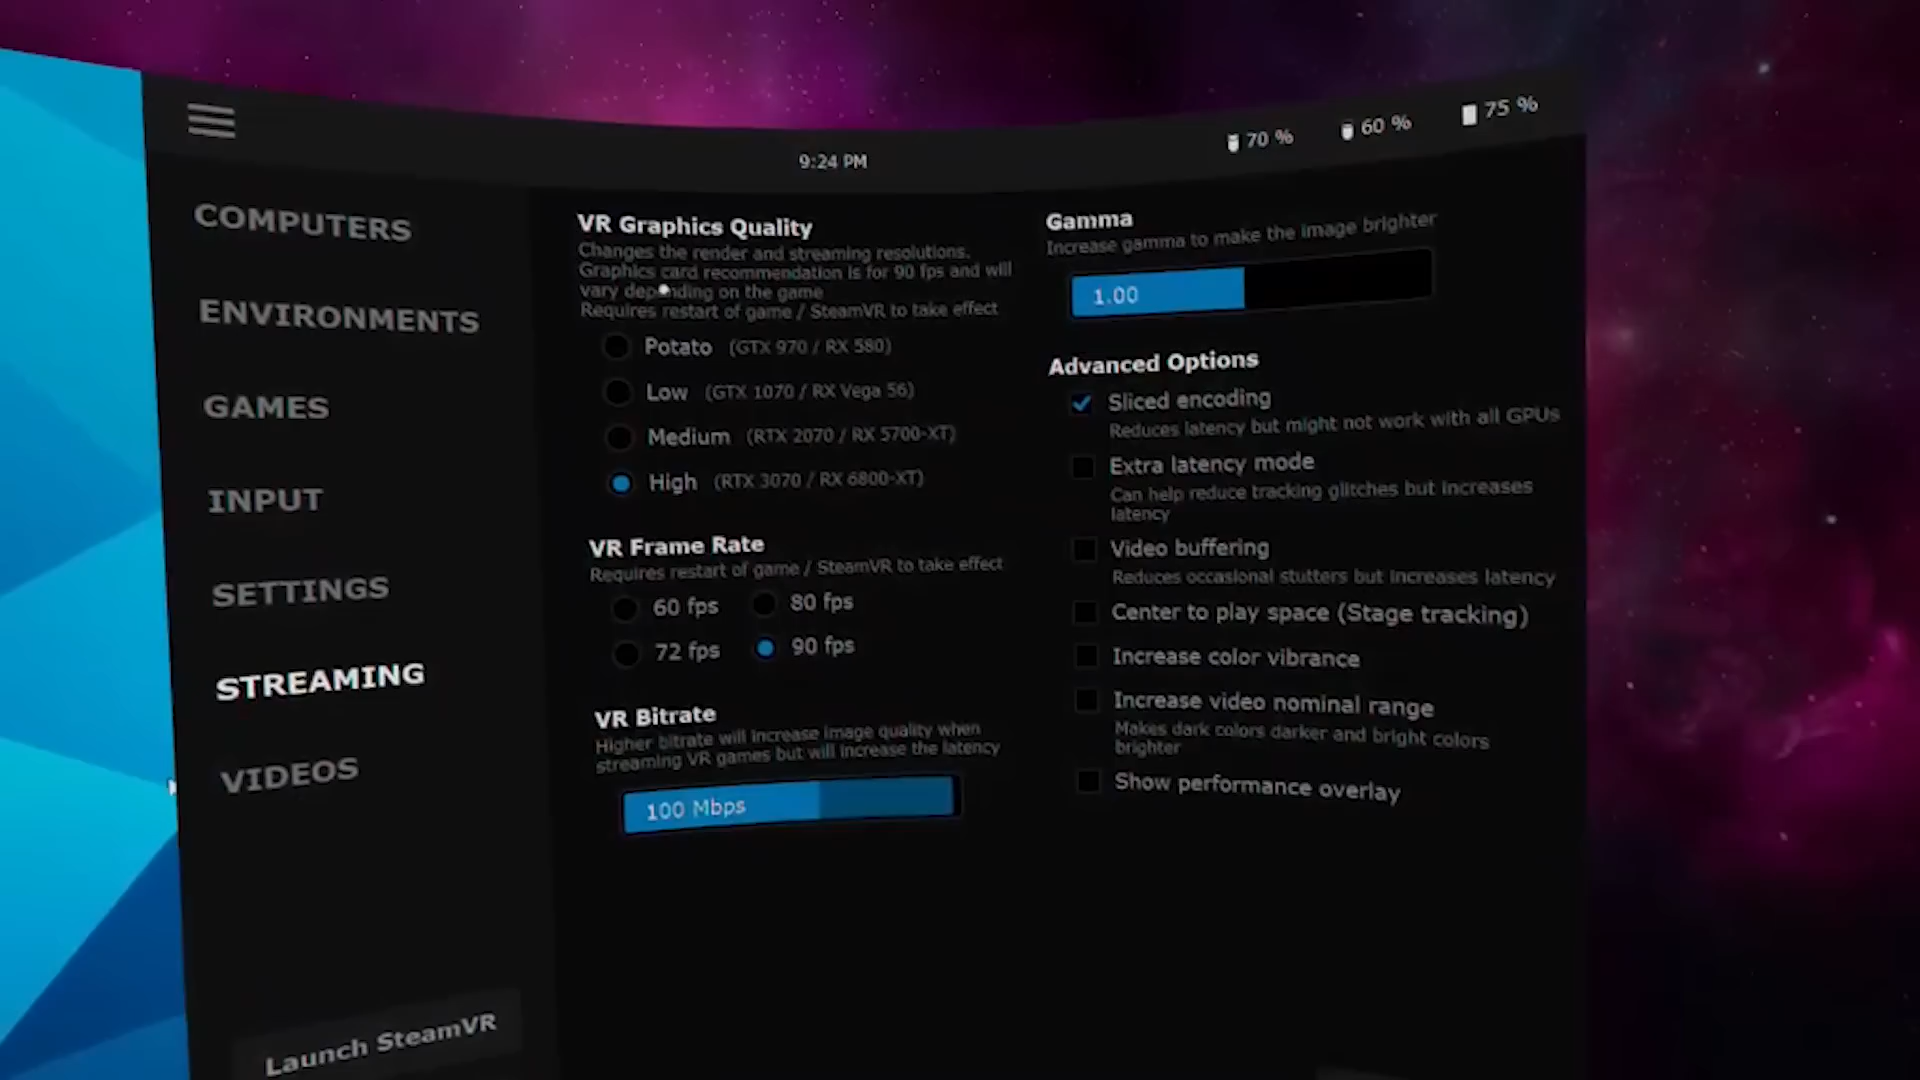 9:24 PM
70 %
60 %
75 %
COMPUTERS
ENVIRONMENTS
GAMES
INPUT
SETTINGS
STREAMING
VIDEOS
Launch SteamVR
VR Graphics Quality
Changes the render and streaming resolutions.
Graphics card recommendation is for 90 fps and will
vary depending on the game
Requires restart of game / SteamVR to take effect
Potato (GTX 970 / RX 580)
Low (GTX 1070 / RX Vega 56)
Medium (RTX 2070 / RX 5700-XT)
High (RTX 3070 / RX 6800-XT)
VR Frame Rate
Requires restart of game / SteamVR to take effect
60 fps 80 fps
72 fps 90 fps
VR Bitrate
Higher bitrate will increase image quality when
streaming VR games but will increase the latency
100 Mbps
Gamma
Increase gamma to make the image brighter
1.00
Advanced Options
Sliced encoding
Reduces latency but might not work with all GPUs
Extra latency mode
Can help reduce tracking glitches but increases
latency
Video buffering
Reduces occasional stutters but increases latency
Center to play space (Stage tracking)
Increase color vibrance
Increase video nominal range
Makes dark colors darker and bright colors
brighter
Show performance overlay